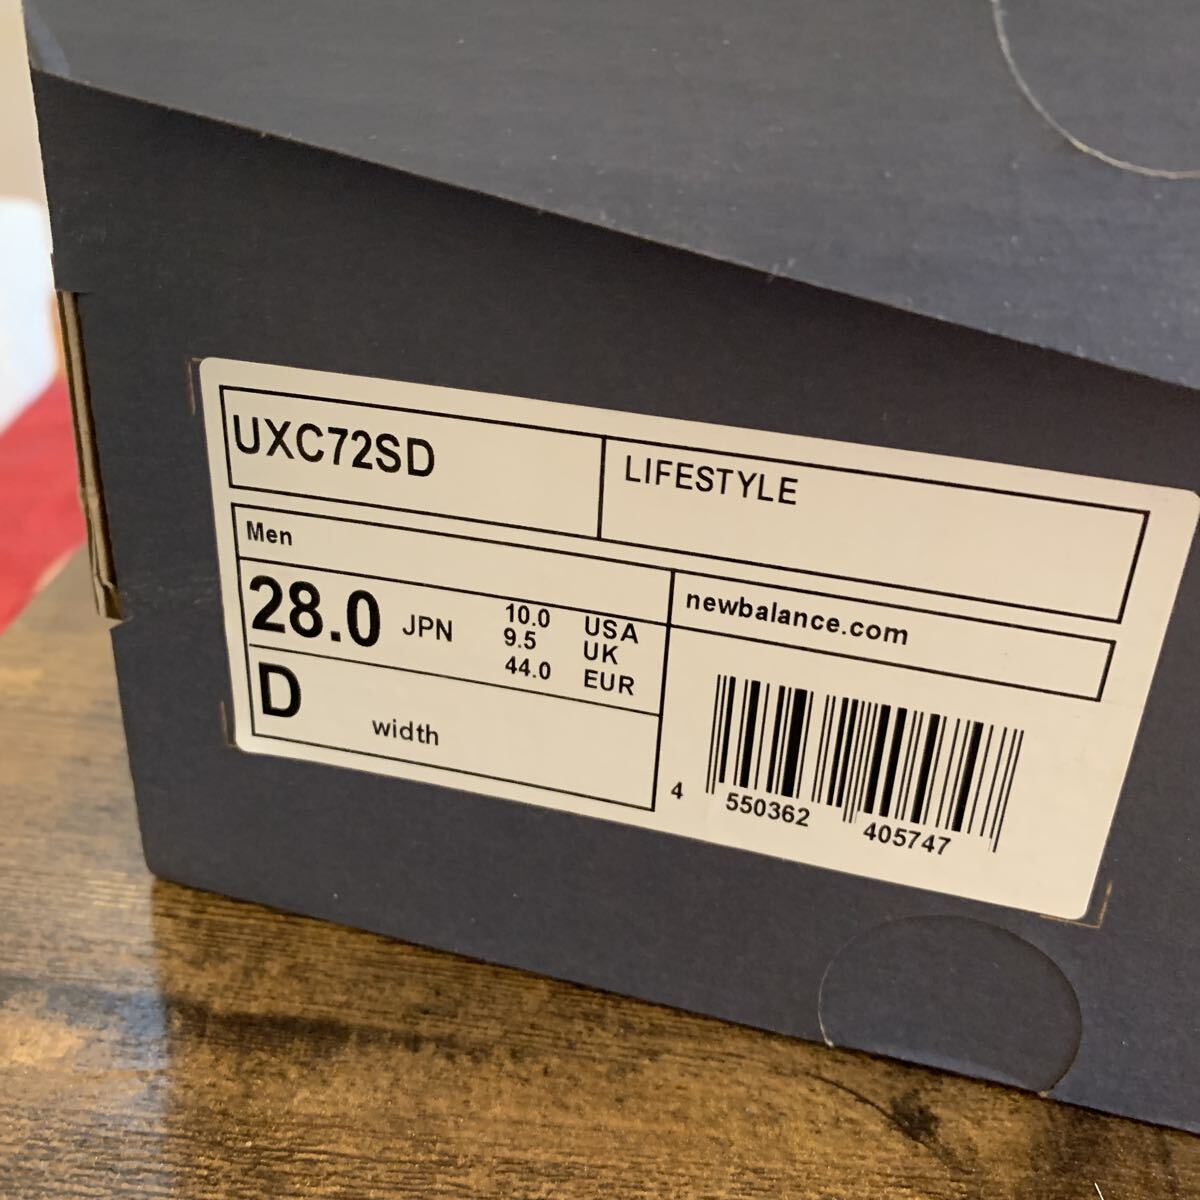 UXC72SD
LIFESTYLE
Men
28.0 JPN
10.0 USA
9.5 UK
44.0 EUR
D width
newbalance.com
4 550362 405747